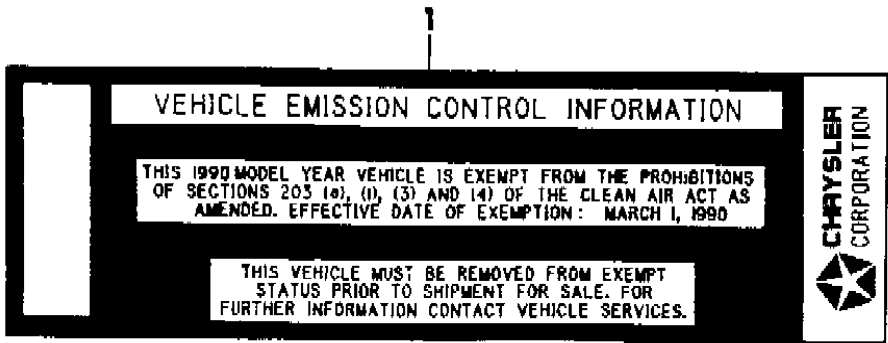 1
VEHICLE EMISSION CONTROL INFORMATION
THIS 1990 MODEL YEAR VEHICLE IS EXEMPT FROM THE PROHIBITIONS
OF SECTIONS 203 (a), (1), (3) AND (4) OF THE CLEAN AIR ACT AS
AMENDED. EFFECTIVE DATE OF EXEMPTION: MARCH 1, 1990
THIS VEHICLE MUST BE REMOVED FROM EXEMPT
STATUS PRIOR TO SHIPMENT FOR SALE. FOR
FURTHER INFORMATION CONTACT VEHICLE SERVICES.
CHRYSLER
CORPORATION